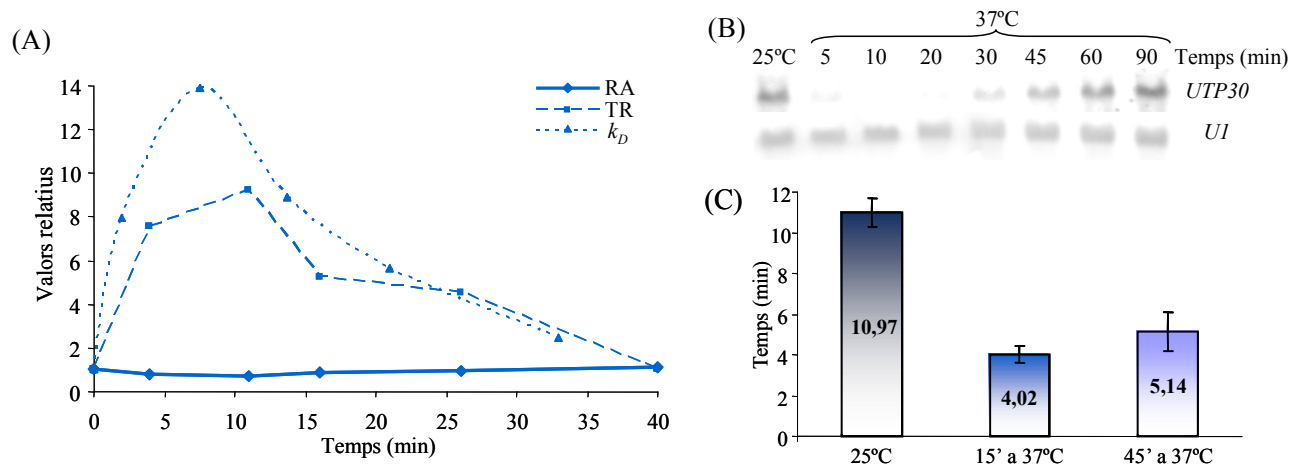 (A)
Valors relatius
14
12
10
8
6
4
2
0
0 5 10 15 20 25 30 35 40
Temps (min)
RA
TR
k_D
(B)
37ºC
25ºC 5 10 20 30 45 60 90 Temps (min)
UTP30
U1
(C)
Temps (min)
12
10
8
6
4
2
0
10,97
4,02
5,14
25ºC 15’ a 37ºC 45’ a 37ºC